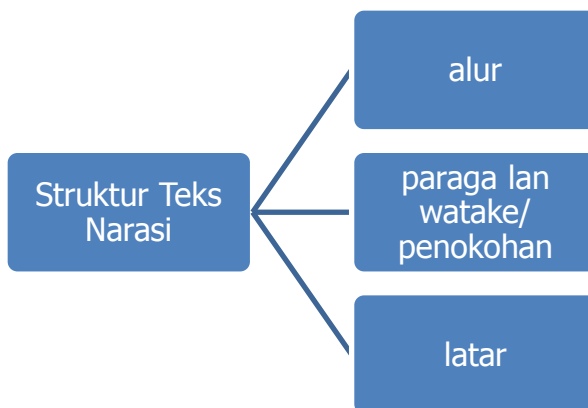 Struktur Teks
Narasi
alur
paraga lan
watake/
penokohan
latar